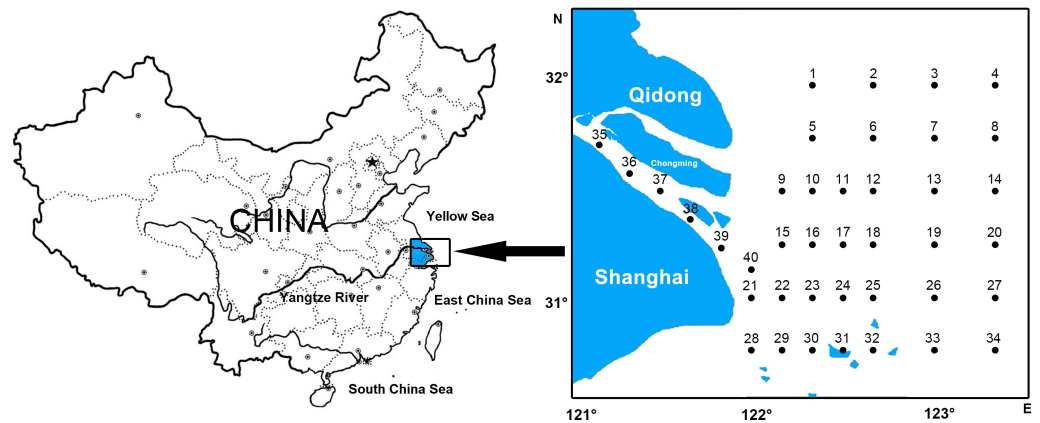 CHINA
Yellow Sea
Yangtze River
East China Sea
South China Sea
N
32°
31°
121°
122°
123°
E
Qidong
Chongming
Shanghai
1 2 3 4
5 6 7 8
9 10 11 12 13 14
15 16 17 18 19 20
21 22 23 24 25 26 27
28 29 30 31 32 33 34
35
36
37
38
39
40